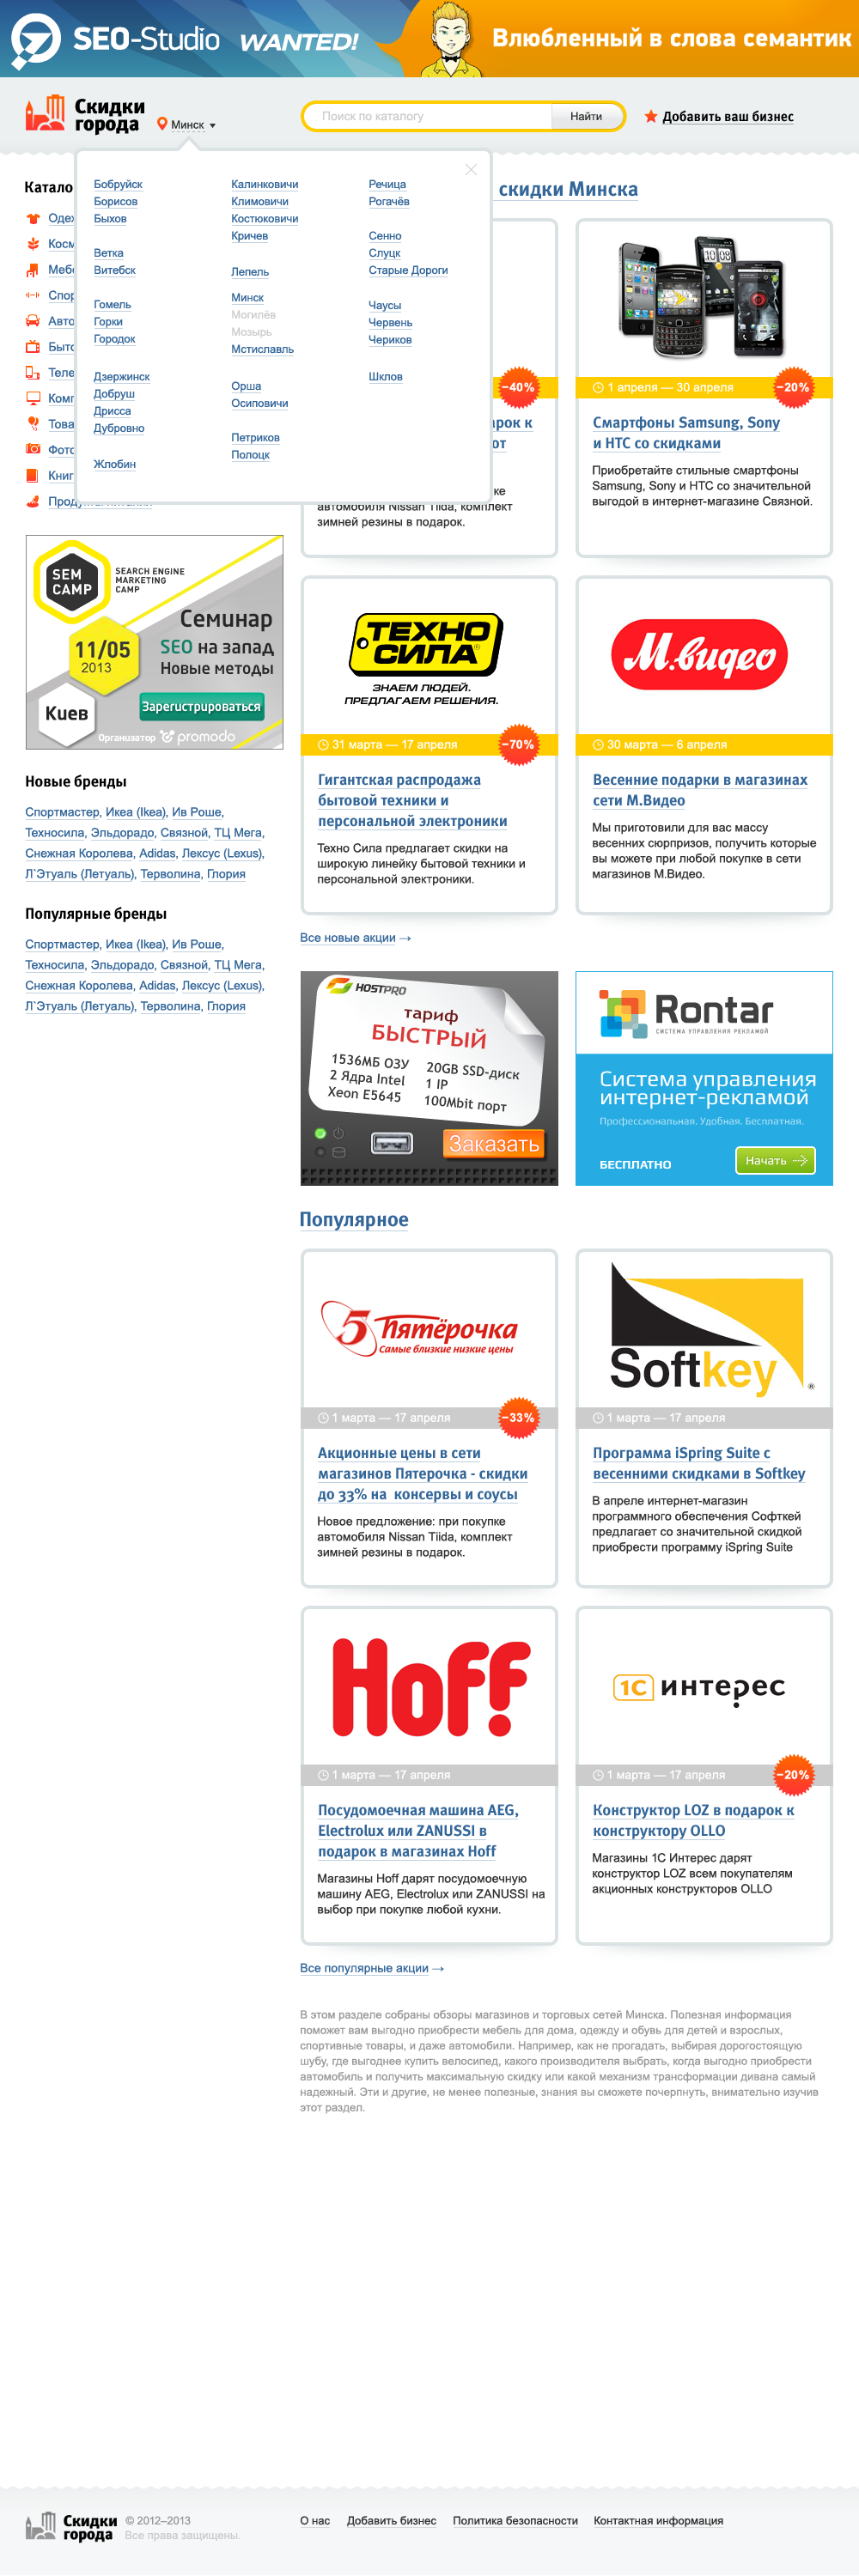 SEO-Studio WANTED! Влюбленный в слова семантик
Скидки
города
Минск
Поиск по каталогу
Найти
Добавить ваш бизнес
Бобруйск
Борисов
Быхов
Ветка
Витебск
Гомель
Горки
Городок
Дзержинск
Добруш
Дрисса
Дубровно
Жлобин
Калинковичи
Климовичи
Костюковичи
Кричев
Лепель
Минск
Могилёв
Мозырь
Мстиславль
Орша
Осиповичи
Петриков
Полоцк
Речица
Рогачёв
Сенно
Слуцк
Старые Дороги
Чаусы
Червень
Чериков
Шклов
скидки Минска
–40%
автомобиля Nissan Tiida, комплект
зимней резины в подарок.
1 апреля — 30 апреля
–20%
Смартфоны Samsung, Sony
и HTC со скидками
Приобретайте стильные смартфоны
Samsung, Sony и HTC со значительной
выгодой в интернет-магазине Связной.
SEM
CAMP
SEARCH ENGINE
MARKETING
CAMP
Семинар
SEO на запад
Новые методы
11/05
2013
Киев
Зарегистрироваться
Организатор promodo
Новые бренды
Спортмастер, Икеа (Ikea), Ив Роше,
Техносила, Эльдорадо, Связной, ТЦ Мега,
Снежная Королева, Adidas, Лексус (Lexus),
Л`Этуаль (Летуаль), Терволина, Глория
Популярные бренды
Спортмастер, Икеа (Ikea), Ив Роше,
Техносила, Эльдорадо, Связной, ТЦ Мега,
Снежная Королева, Adidas, Лексус (Lexus),
Л`Этуаль (Летуаль), Терволина, Глория
ТЕХНО
СИЛА®
ЗНАЕМ ЛЮДЕЙ.
ПРЕДЛАГАЕМ РЕШЕНИЯ.
31 марта — 17 апреля
–70%
Гигантская распродажа
бытовой техники и
персональной электроники
Техно Сила предлагает скидки на
широкую линейку бытовой техники и
персональной электроники.
М.видео
30 марта — 6 апреля
Весенние подарки в магазинах
сети М.Видео
Мы приготовили для вас массу
весенних сюрпризов, получить которые
вы можете при любой покупке в сети
магазинов М.Видео.
Все новые акции →
HOSTPRO
тариф
БЫСТРЫЙ
1536МБ ОЗУ
2 Ядра Intel
Xeon E5645
20GB SSD-диск
1 IP
100Mbit порт
Заказать
Rontar
СИСТЕМА УПРАВЛЕНИЯ РЕКЛАМОЙ
Система управления
интернет-рекламой
Профессиональная. Удобная. Бесплатная.
БЕСПЛАТНО
Начать
Популярное
5 Пятёрочка
Самые близкие низкие цены
1 марта — 17 апреля
–33%
Акционные цены в сети
магазинов Пятерочка - скидки
до 33% на консервы и соусы
Новое предложение: при покупке
автомобиля Nissan Tiida, комплект
зимней резины в подарок.
Softkey®
1 марта — 17 апреля
Программа iSpring Suite с
весенними скидками в Softkey
В апреле интернет-магазин
программного обеспечения Софткей
предлагает со значительной скидкой
приобрести программу iSpring Suite
Hoff
1 марта — 17 апреля
Посудомоечная машина AEG,
Electrolux или ZANUSSI в
подарок в магазинах Hoff
Магазины Hoff дарят посудомоечную
машину AEG, Electrolux или ZANUSSI на
выбор при покупке любой кухни.
1С интерес
1 марта — 17 апреля
–20%
Конструктор LOZ в подарок к
конструктору OLLO
Магазины 1С Интерес дарят
конструктор LOZ всем покупателям
акционных конструкторов OLLO
Все популярные акции →
В этом разделе собраны обзоры магазинов и торговых сетей Минска. Полезная информация
поможет вам выгодно приобрести мебель для дома, одежду и обувь для детей и взрослых,
спортивные товары, и даже автомобили. Например, как не прогадать, выбирая дорогостоящую
шубу, где выгоднее купить велосипед, какого производителя выбрать, когда выгодно приобрести
автомобиль и получить максимальную скидку или какой механизм трансформации дивана самый
надежный. Эти и другие, не менее полезные, знания вы сможете почерпнуть, внимательно изучив
этот раздел.
Скидки
города
© 2012–2013
Все права защищены.
О нас
Добавить бизнес
Политика безопасности
Контактная информация